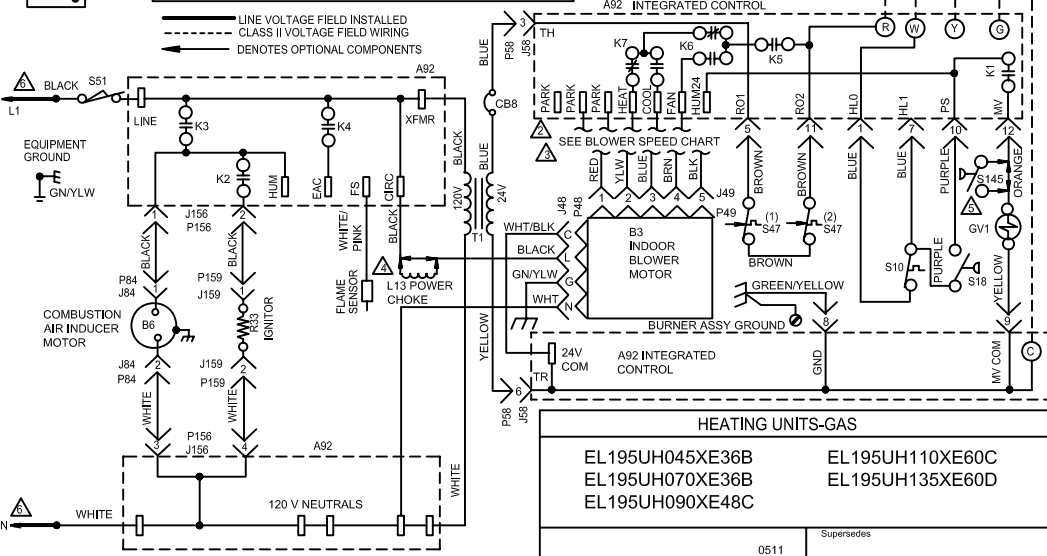 LINE VOLTAGE FIELD INSTALLED
CLASS II VOLTAGE FIELD WIRING
DENOTES OPTIONAL COMPONENTS
A92 INTEGRATED CONTROL
R
W
Y
G
3
TH
P58
J58
BLUE
K7
K6
K5
K1
PARK
PARK
PARK
HEAT
COOL
FAN
HUM24
RO1
RO2
HL0
HL1
PS
MV
6
BLACK
S51
L1
A92
LINE
K3
K4
XFMR
K2
HUM
EAC
FS
CIRC
EQUIPMENT
GROUND
GN/YLW
CB8
BLACK
BLUE
120V
24V
T1
2
3
SEE BLOWER SPEED CHART
5
11
1
7
10
12
RED
YLW
BLUE
BRN
BLK
BROWN
BROWN
BLUE
BLUE
PURPLE
ORANGE
S145
5
1
2
3
4
5
J49
P49
J48
P48
1
2
J156
P156
BLACK
BLACK
WHITE/
PINK
BLACK
WHT/BLK
C
BLACK
L
GN/YLW
G
WHT
N
B3
INDOOR
BLOWER
MOTOR
(1)
S47
(2)
S47
BROWN
GV1
S10
PURPLE
S18
YELLOW
4
L13 POWER
CHOKE
FLAME
SENSOR
P84
J84
1
P159
J159
1
COMBUSTION
AIR INDUCER
MOTOR
B6
R33
IGNITOR
GREEN/YELLOW
BURNER ASSY GROUND
8
9
YELLOW
J84
P84
2
J159
P159
2
24V
COM
A92 INTEGRATED
CONTROL
GND
MV COM
C
TR
6
P58
J58
WHITE
WHITE
3
4
P156
J156
A92
WHITE
6
N
WHITE
120 V NEUTRALS
HEATING UNITS-GAS
EL195UH045XE36B EL195UH110XE60C
EL195UH070XE36B EL195UH135XE60D
EL195UH090XE48C
Supersedes
0511